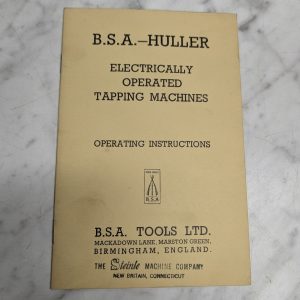 B.S.A.–HULLER
ELECTRICALLY
OPERATED
TAPPING MACHINES
OPERATING INSTRUCTIONS
B.S.A.
B.S.A. TOOLS LTD.
MACKADOWN LANE, MARSTON GREEN,
BIRMINGHAM, ENGLAND.
THE Steinle MACHINE COMPANY
NEW BRITAIN, CONNECTICUT